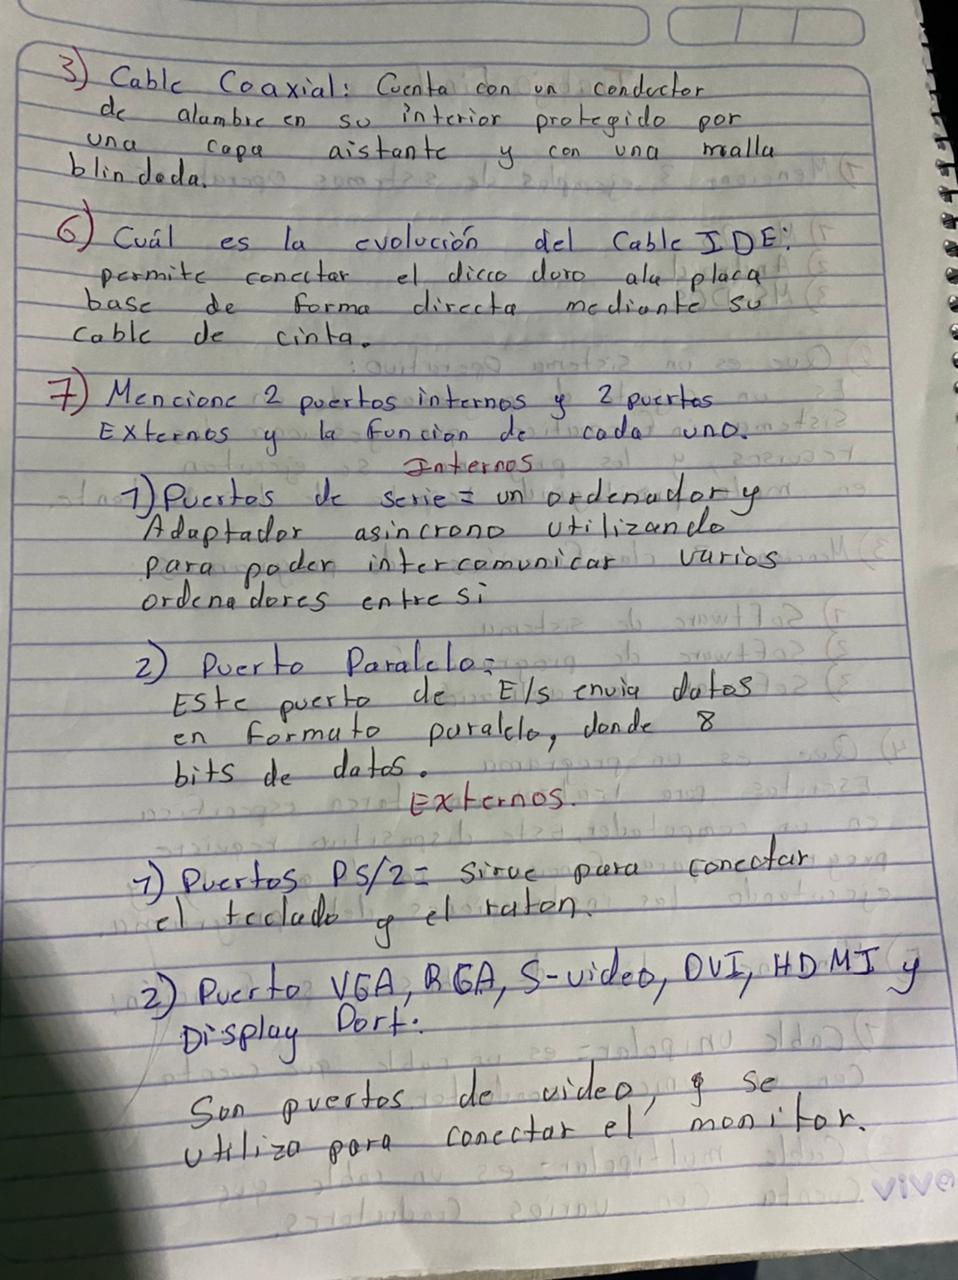 3) Cable Coaxial: Cuenta con un conductor
de alambre en su interior protegido por
una capa aistante y con una malla
blindada.
6) Cuál es la evolución del Cable IDE:
permite conectar el dicco duro ala placa
base de forma directa mediante su
Cable de cinta.
7) Mencione 2 puertos internos y 2 puertos
Externos y la funcion de cada uno.
Internos
1) Puertos de serie = un ordenador y
Adaptador asincrono utilizando
para poder intercomunicar varios
ordenadores entre si
2) Puerto Paralelo =
Este puerto de E/s envia datos
en formato paralelo, donde 8
bits de datos.
Externos.
1) Puertos PS/2 = Sirve para conectar
el teclado y el raton.
2) Puerto VGA, RGA, S-video, DVI, HDMI y
Display Port.
Son puertos de video, y se
utiliza para conectar el monitor.